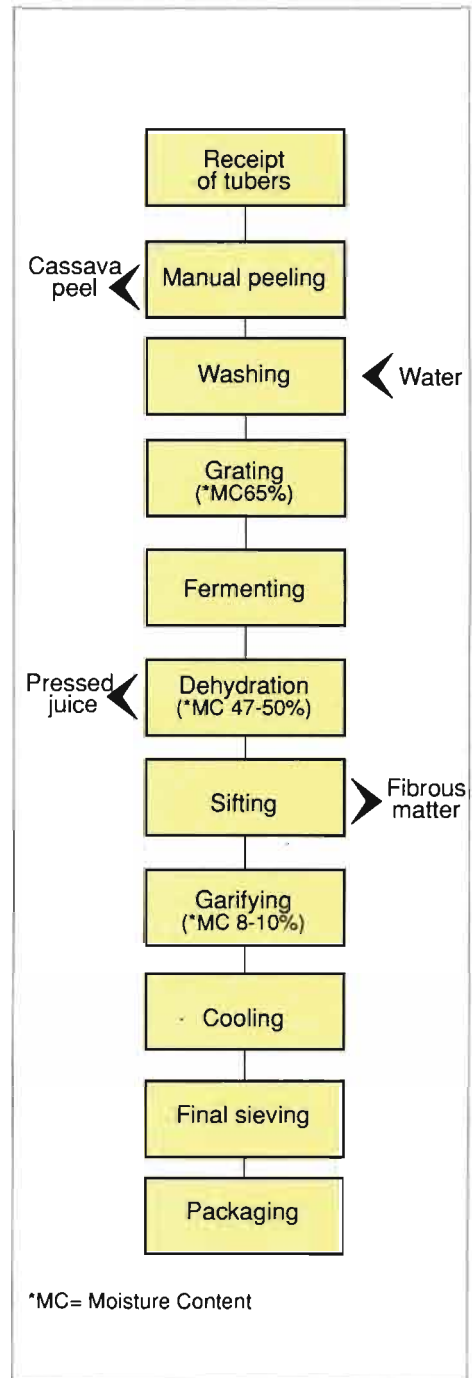 Receipt
of tubers
Cassava
peel
Manual peeling
Washing
Water
Grating
(*MC65%)
Fermenting
Pressed
juice
Dehydration
(*MC 47-50%)
Sifting
Fibrous
matter
Garifying
(*MC 8-10%)
Cooling
Final sieving
Packaging
*MC= Moisture Content